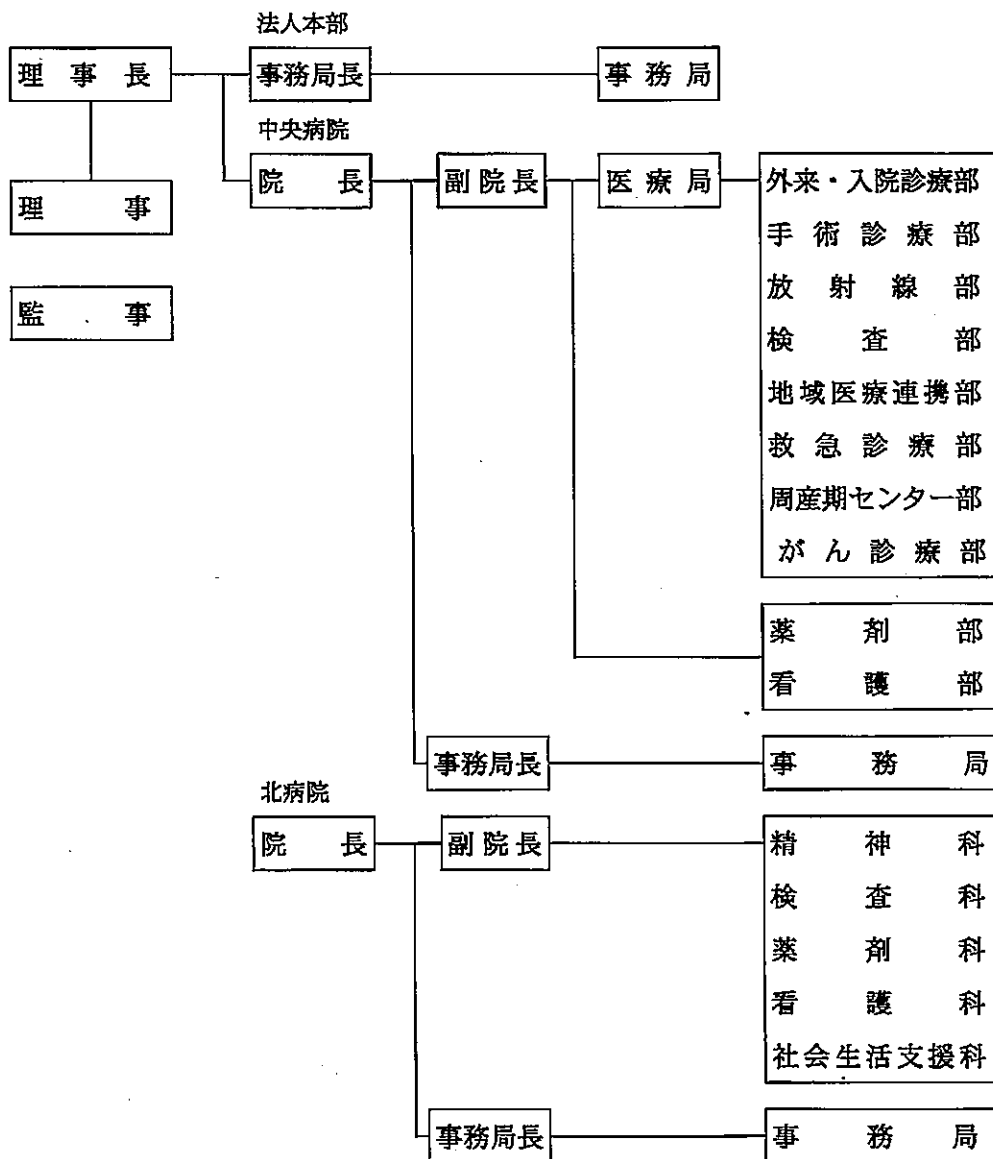 法人本部
理事長 事務局長 事務局
中央病院
院長 副院長 医療局 外来・入院診療部
理事
手術診療部
放射線部
監事
検査部
地域医療連携部
救急診療部
周産期センター部
がん診療部
薬剤部
看護部
事務局長 事務局
北病院
院長 副院長 精神科
検査科
薬剤科
看護科
社会生活支援科
事務局長 事務局